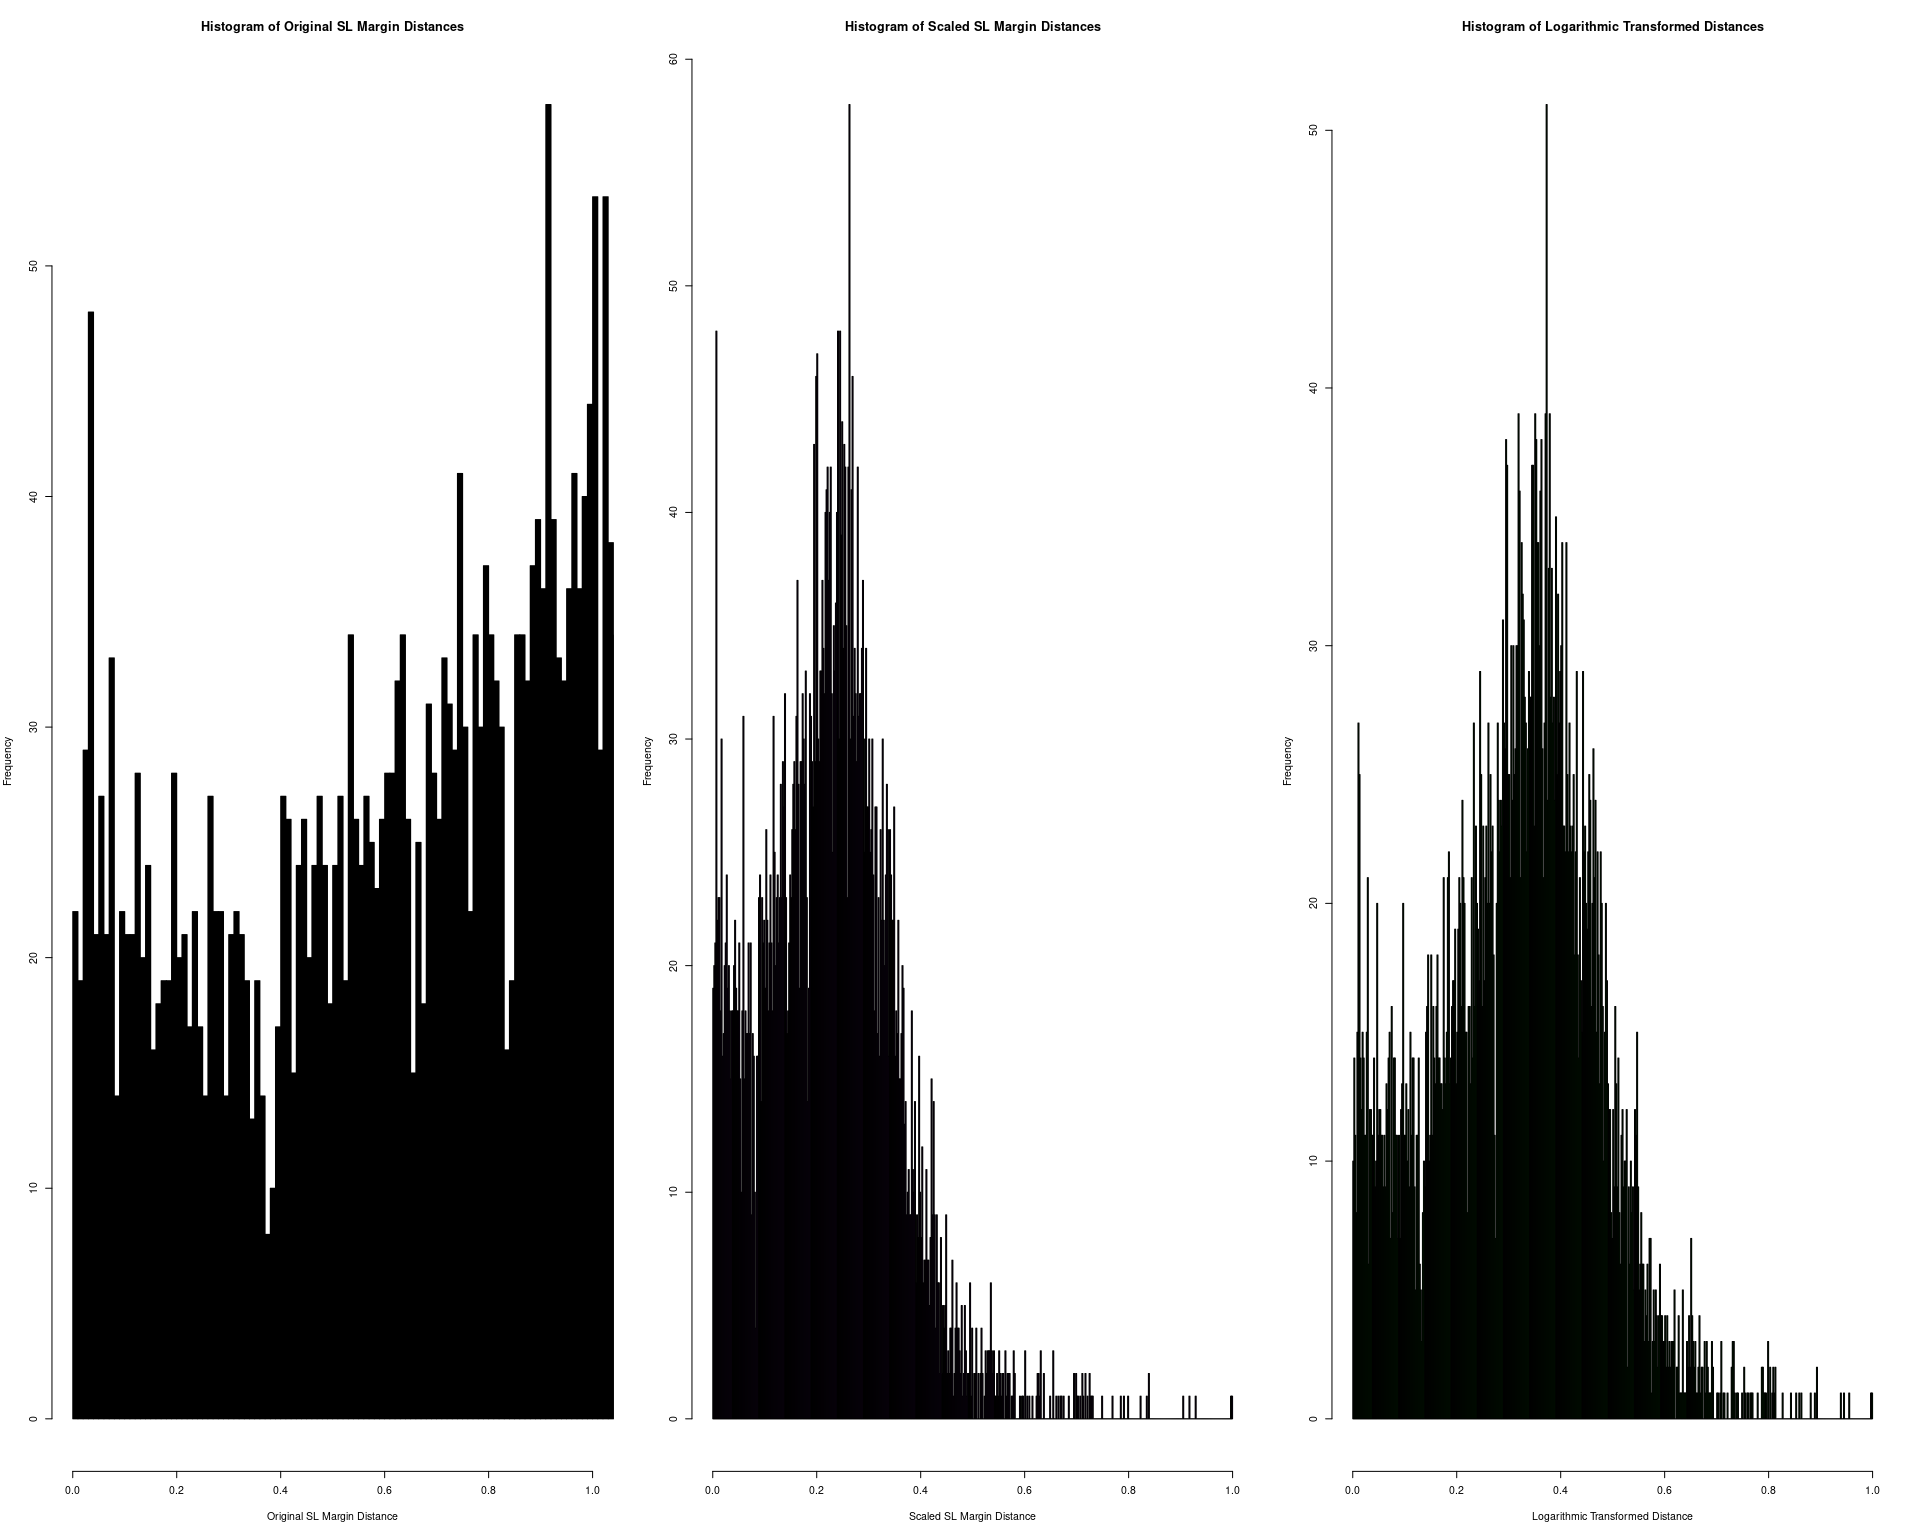 Histogram of Original SL Margin Distances
Frequency
50
40
30
20
10
0
0.0 0.2 0.4 0.6 0.8 1.0
Original SL Margin Distance
Histogram of Scaled SL Margin Distances
Frequency
60
50
40
30
20
10
0
0.0 0.2 0.4 0.6 0.8 1.0
Scaled SL Margin Distance
Histogram of Logarithmic Transformed Distances
Frequency
50
40
30
20
10
0
0.0 0.2 0.4 0.6 0.8 1.0
Logarithmic Transformed Distance